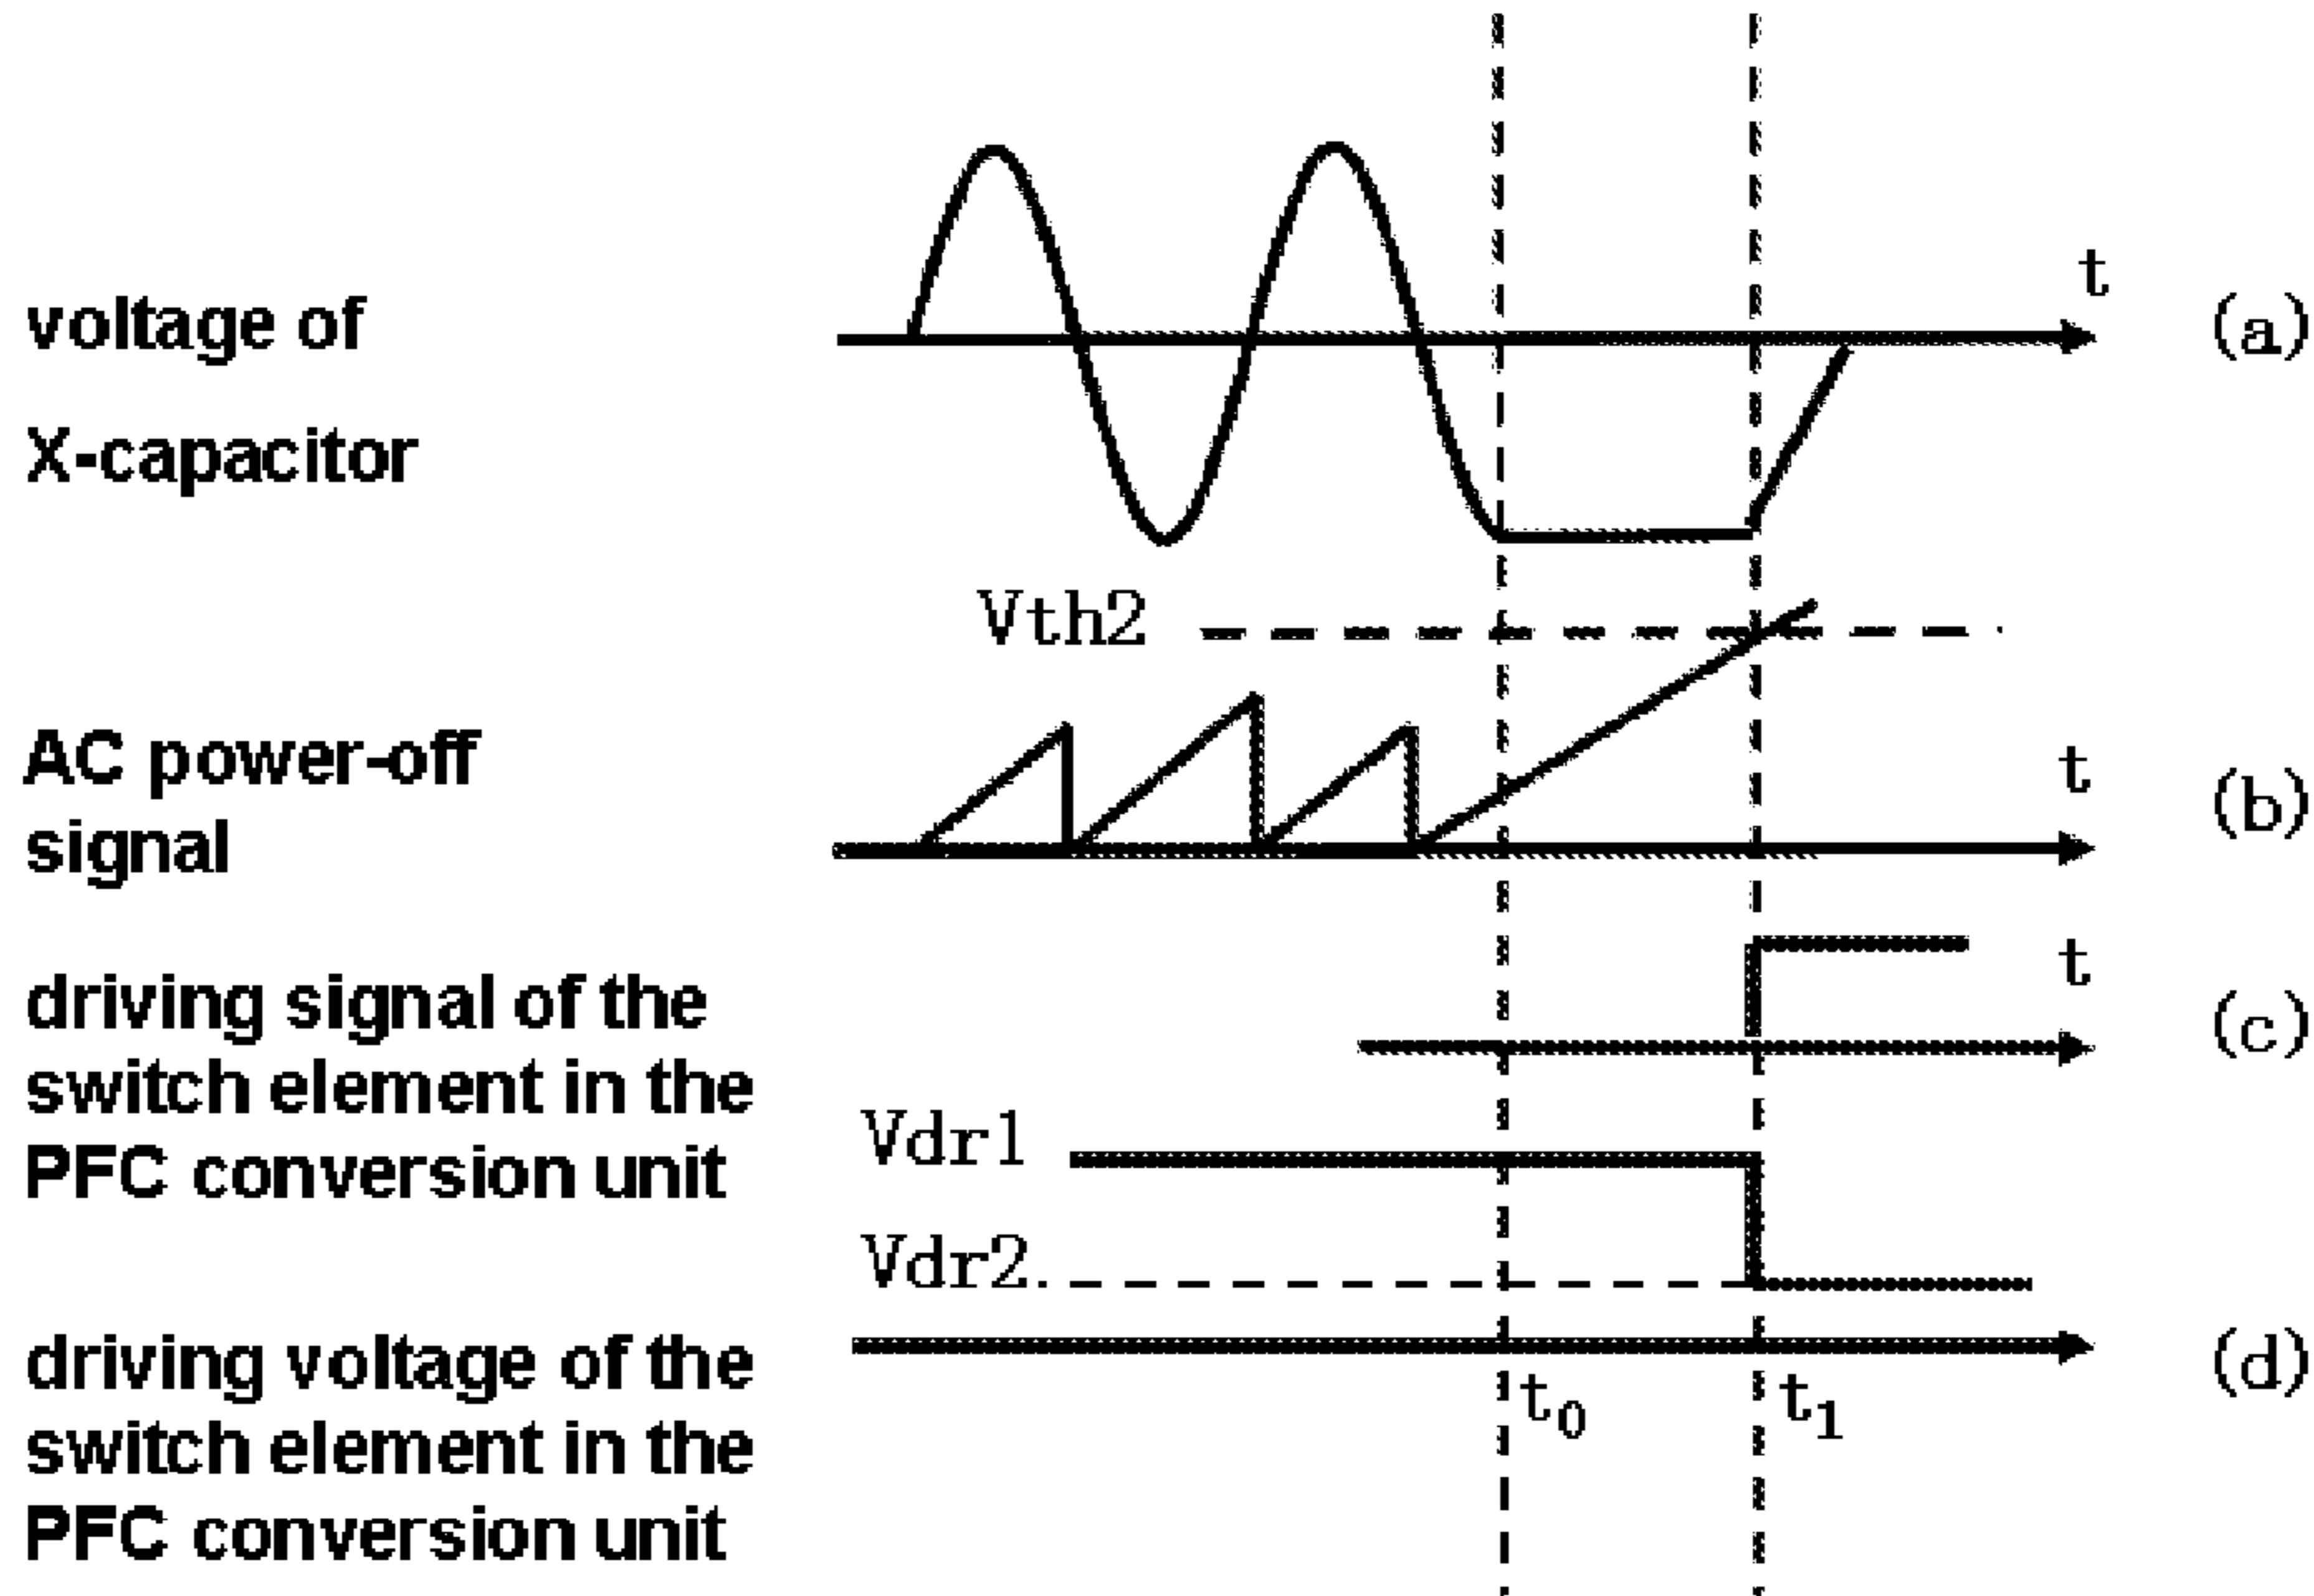 voltage of
X-capacitor
t
(a)
Vth2
AC power-off
signal
t
(b)
driving signal of the
switch element in the
PFC conversion unit
t
(c)
Vdr1
Vdr2
driving voltage of the
switch element in the
PFC conversion unit
(d)
t₀
t₁